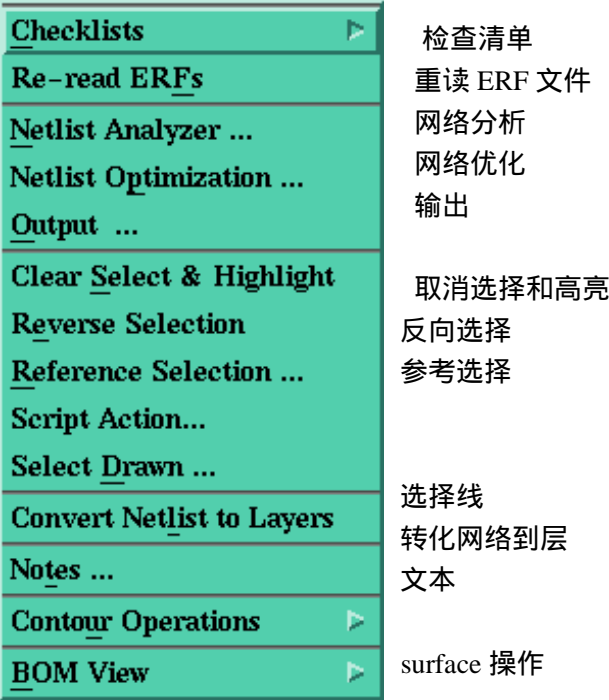 Checklists 检查清单
Re-read ERFs 重读 ERF 文件
Netlist Analyzer ... 网络分析
Netlist Optimization ... 网络优化
Output ... 输出
Clear Select & Highlight 取消选择和高亮
Reverse Selection 反向选择
Reference Selection ... 参考选择
Script Action...
Select Drawn ... 选择线
Convert Netlist to Layers 转化网络到层
Notes ... 文本
Contour Operations surface 操作
BOM View